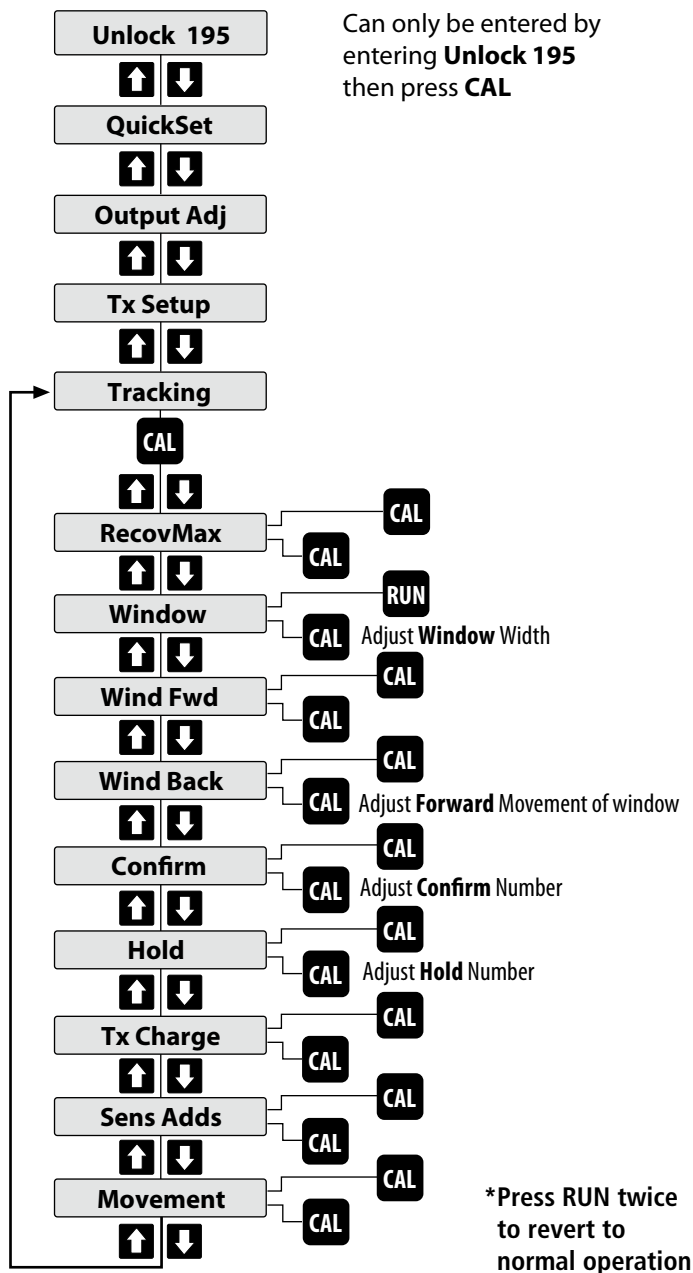 Unlock 195
Can only be entered by
entering Unlock 195
then press CAL
QuickSet
Output Adj
Tx Setup
Tracking
CAL
RecovMax
CAL
CAL
Window
RUN
CAL Adjust Window Width
Wind Fwd
CAL
CAL
Wind Back
CAL
CAL Adjust Forward Movement of window
Confirm
CAL
CAL Adjust Confirm Number
Hold
CAL
CAL Adjust Hold Number
Tx Charge
CAL
CAL
Sens Adds
CAL
CAL
Movement
CAL
CAL
*Press RUN twice
to revert to
normal operation